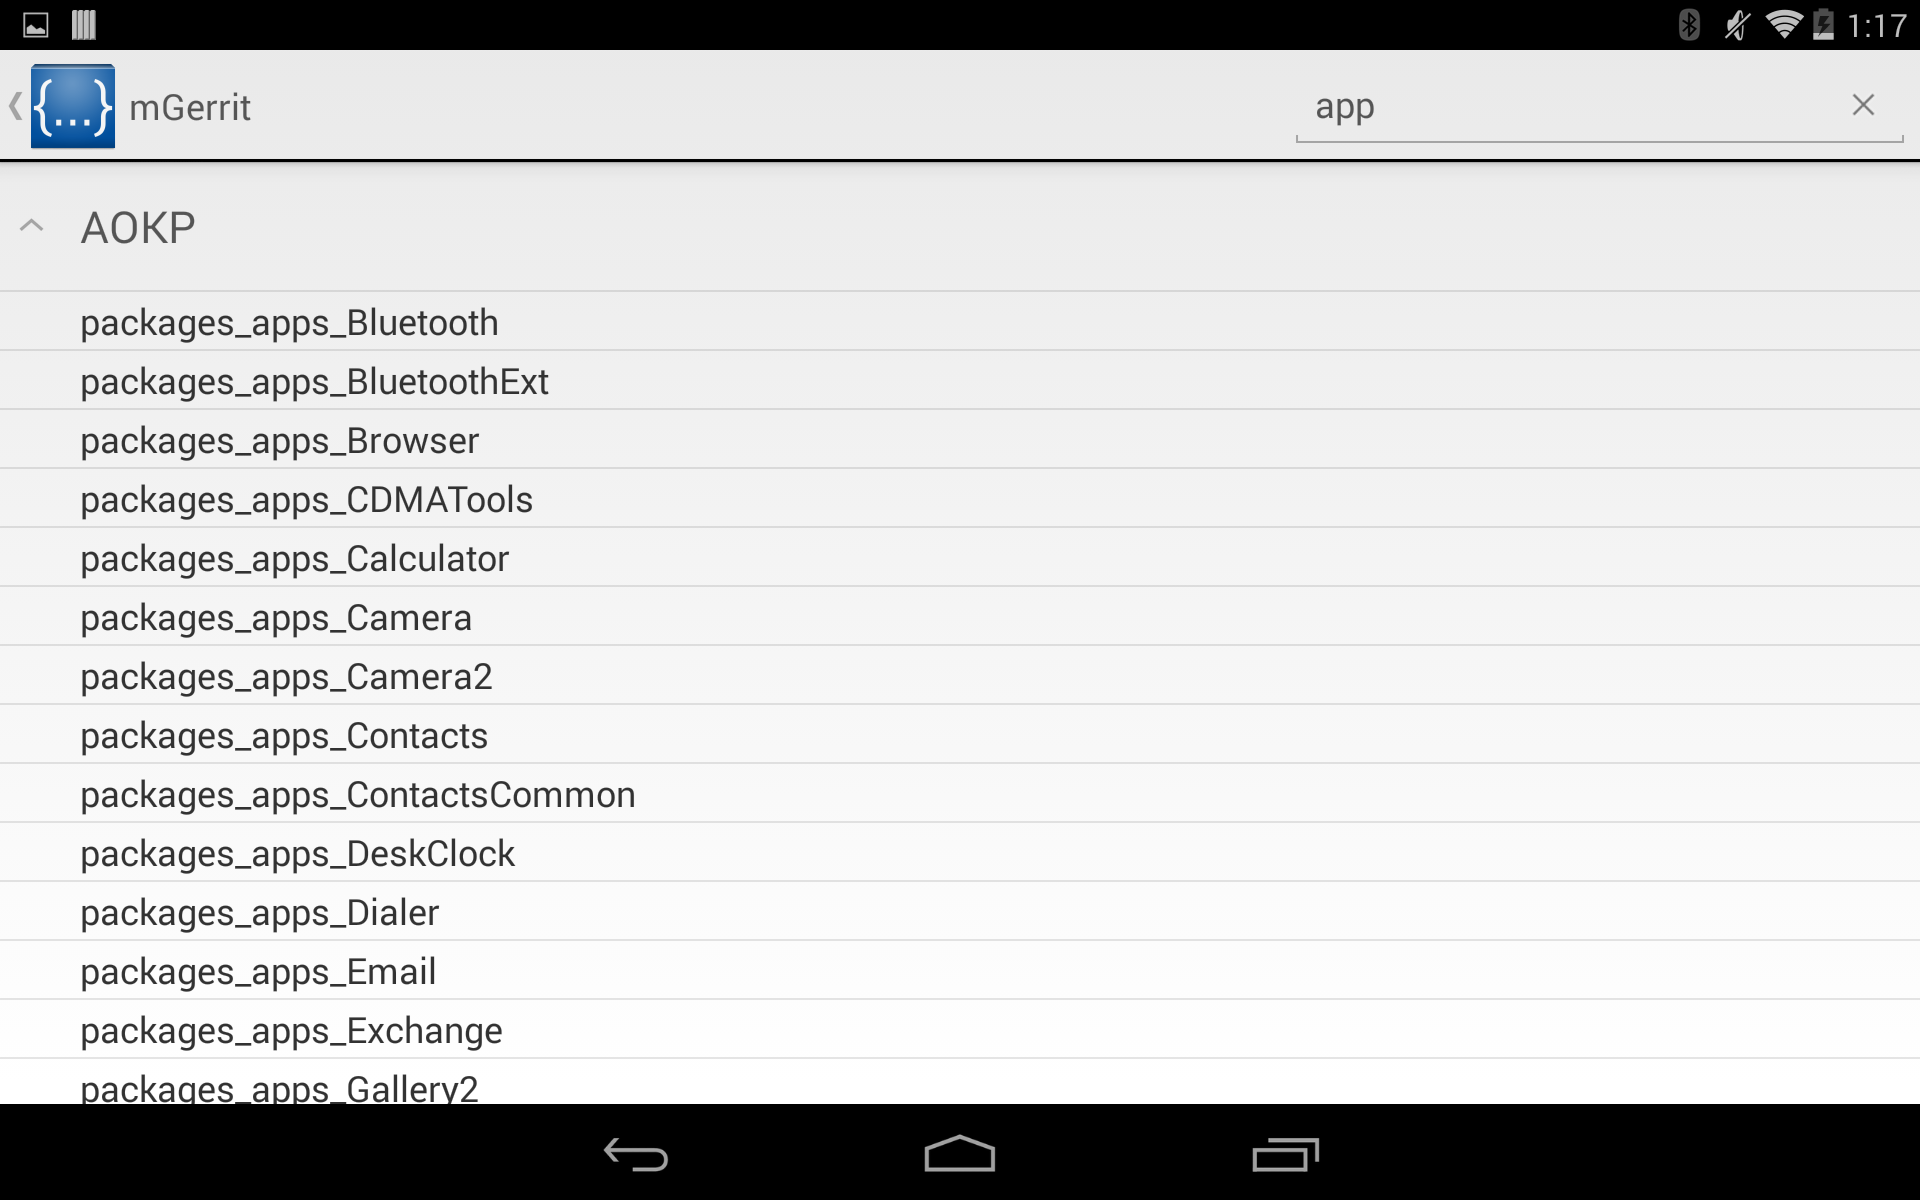 1:17
{...} mGerrit
app
AOKP
packages_apps_Bluetooth
packages_apps_BluetoothExt
packages_apps_Browser
packages_apps_CDMATools
packages_apps_Calculator
packages_apps_Camera
packages_apps_Camera2
packages_apps_Contacts
packages_apps_ContactsCommon
packages_apps_DeskClock
packages_apps_Dialer
packages_apps_Email
packages_apps_Exchange
packages_apps_Gallery2